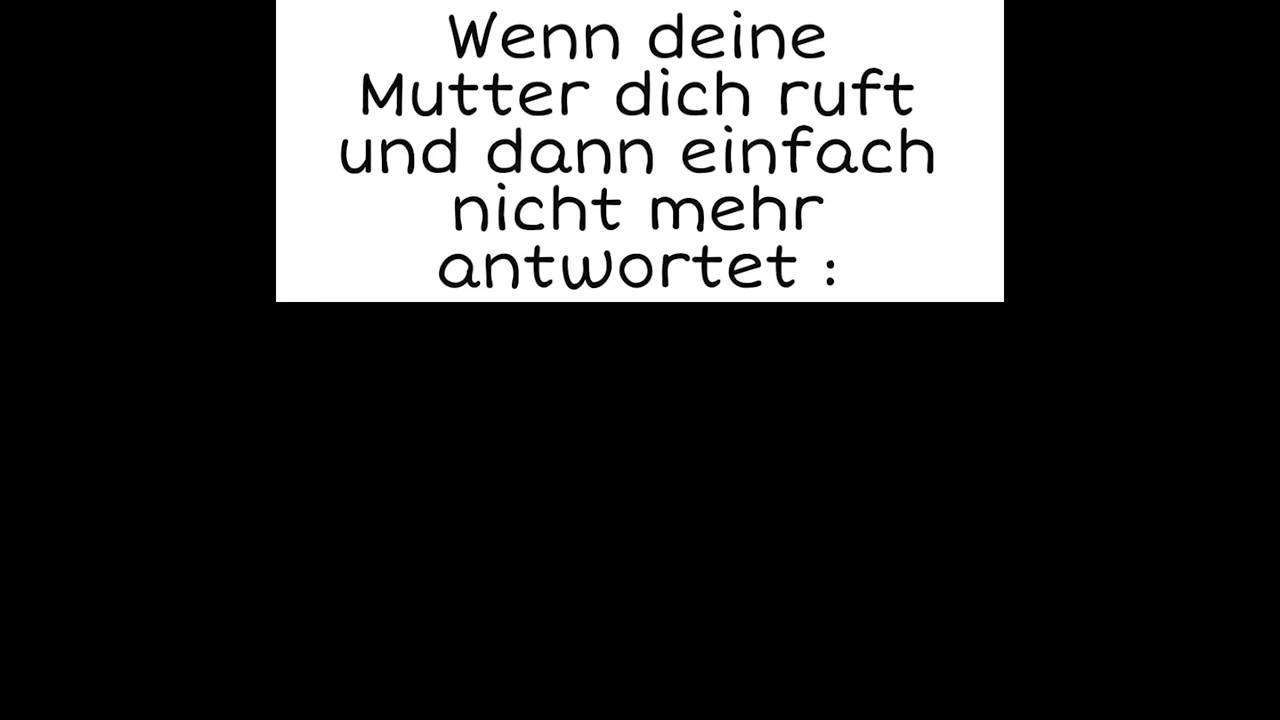 Wenn deine
Mutter dich ruft
und dann einfach
nicht mehr
antwortet :